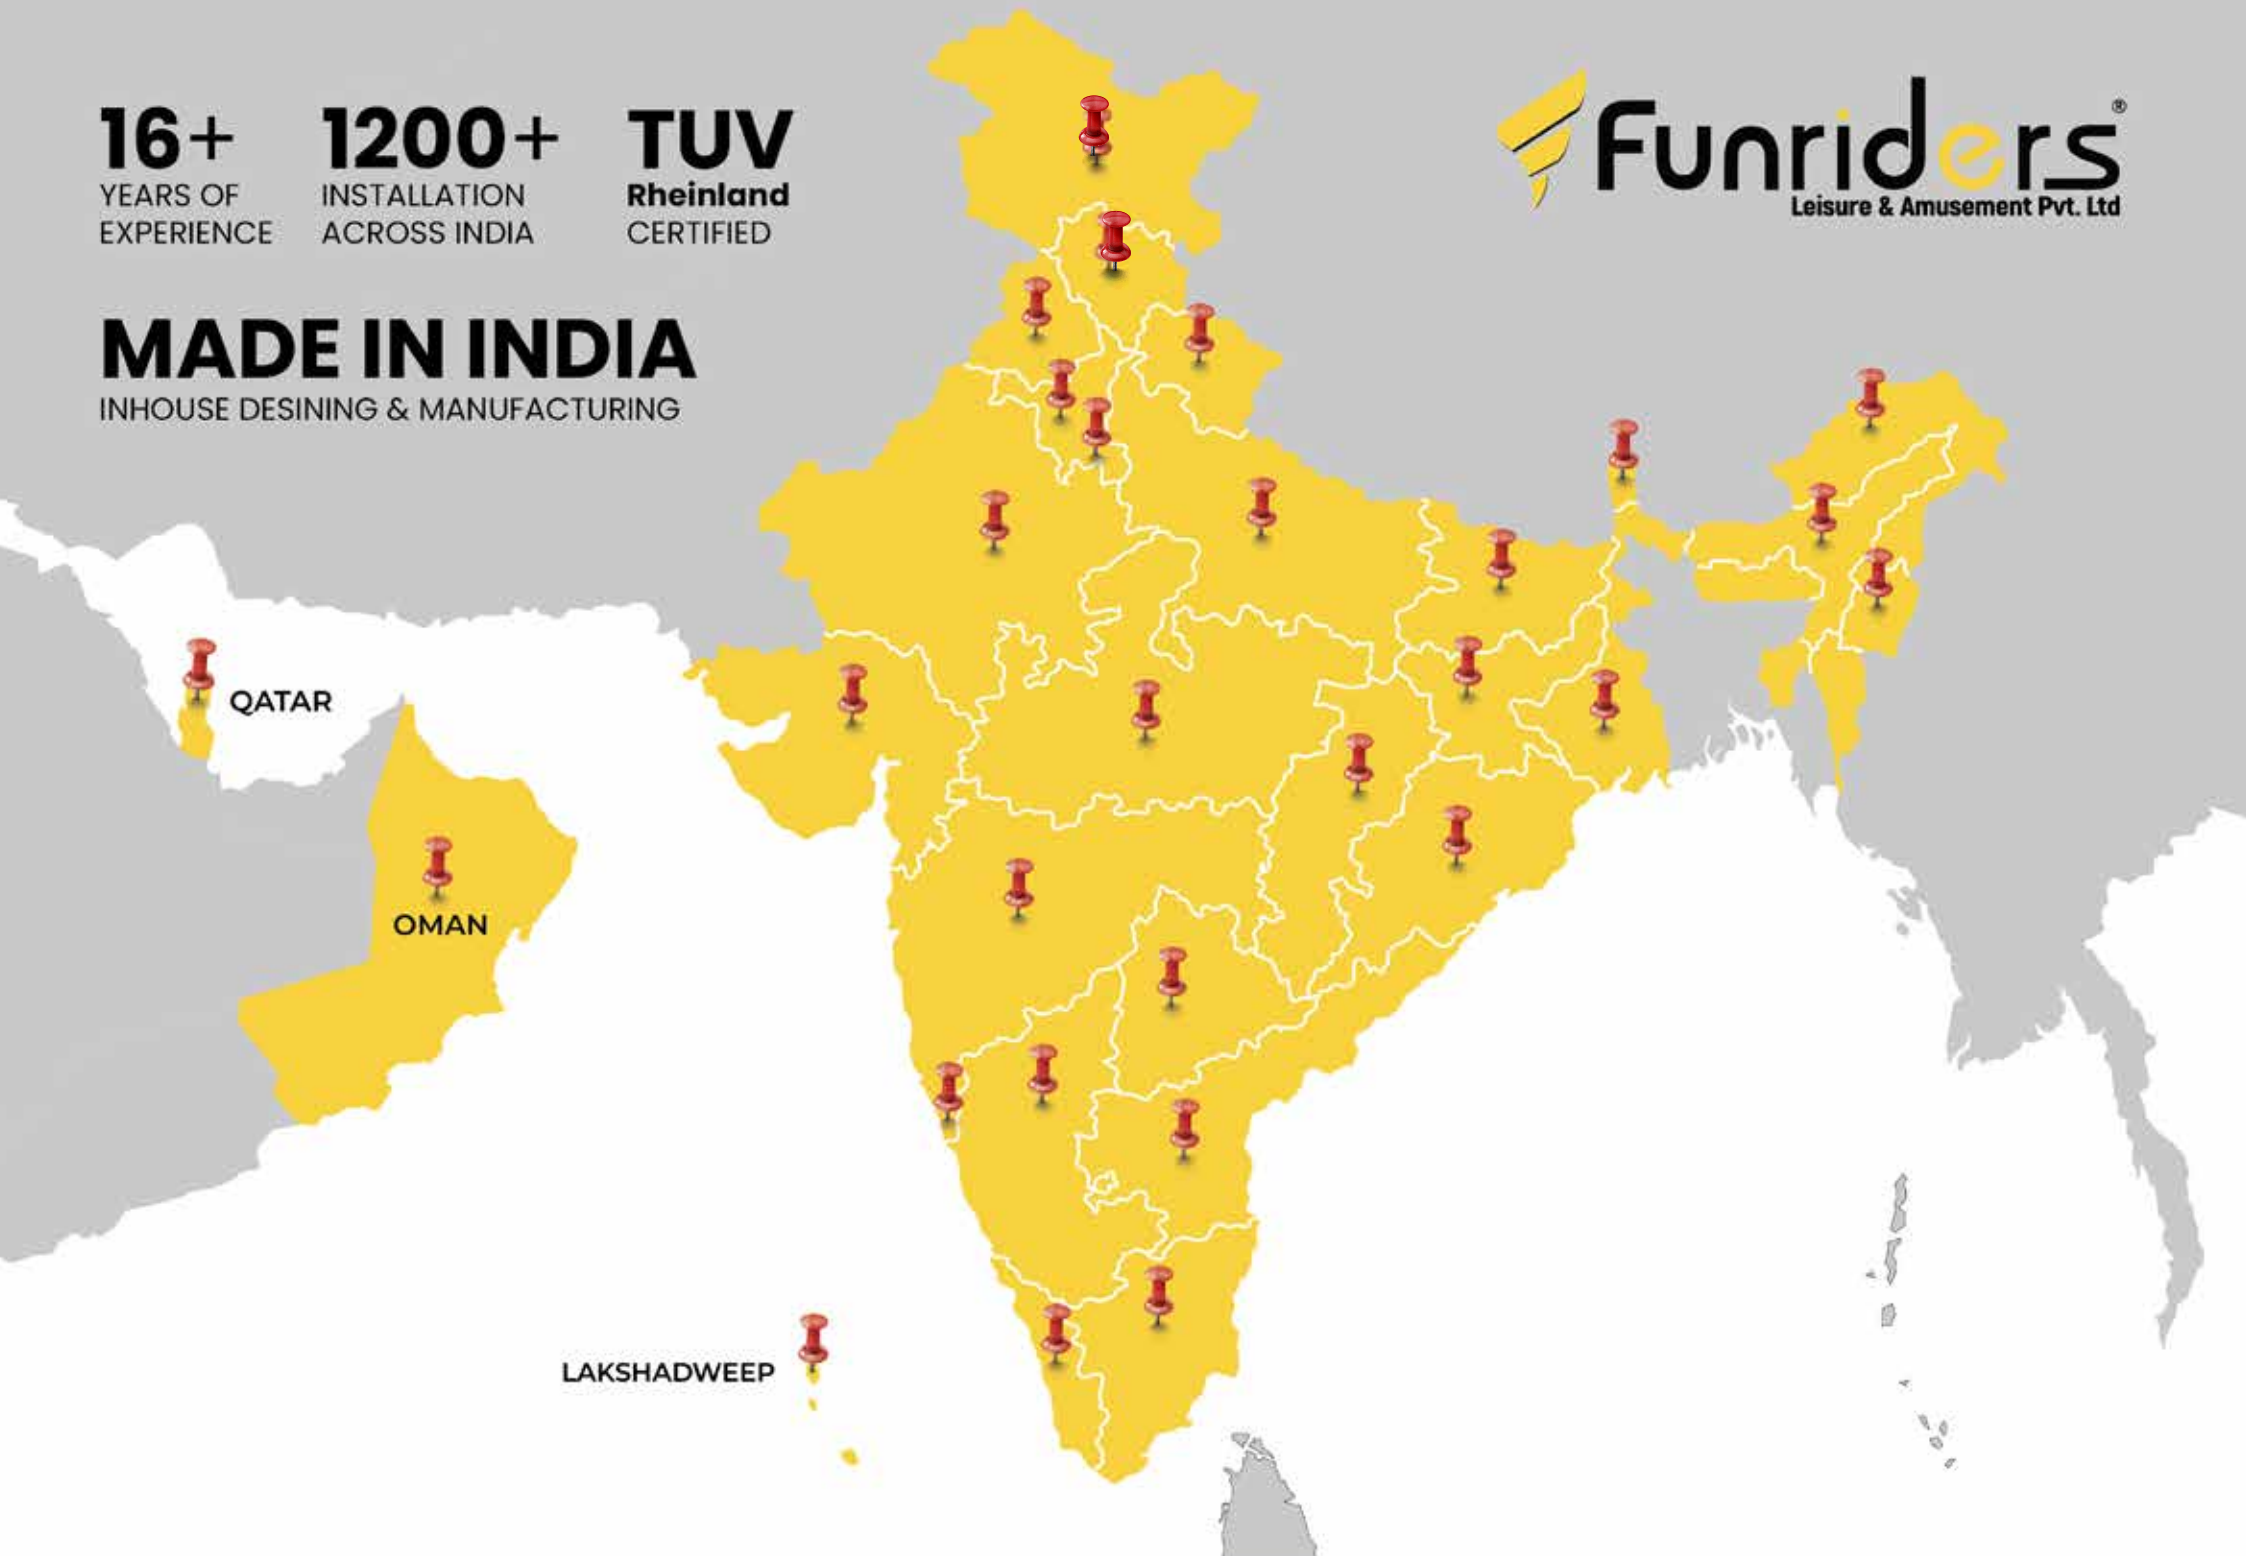 16+
YEARS OF
EXPERIENCE
1200+
INSTALLATION
ACROSS INDIA
TUV
Rheinland
CERTIFIED
Funriders®
Leisure & Amusement Pvt. Ltd
MADE IN INDIA
INHOUSE DESINING & MANUFACTURING
QATAR
OMAN
LAKSHADWEEP